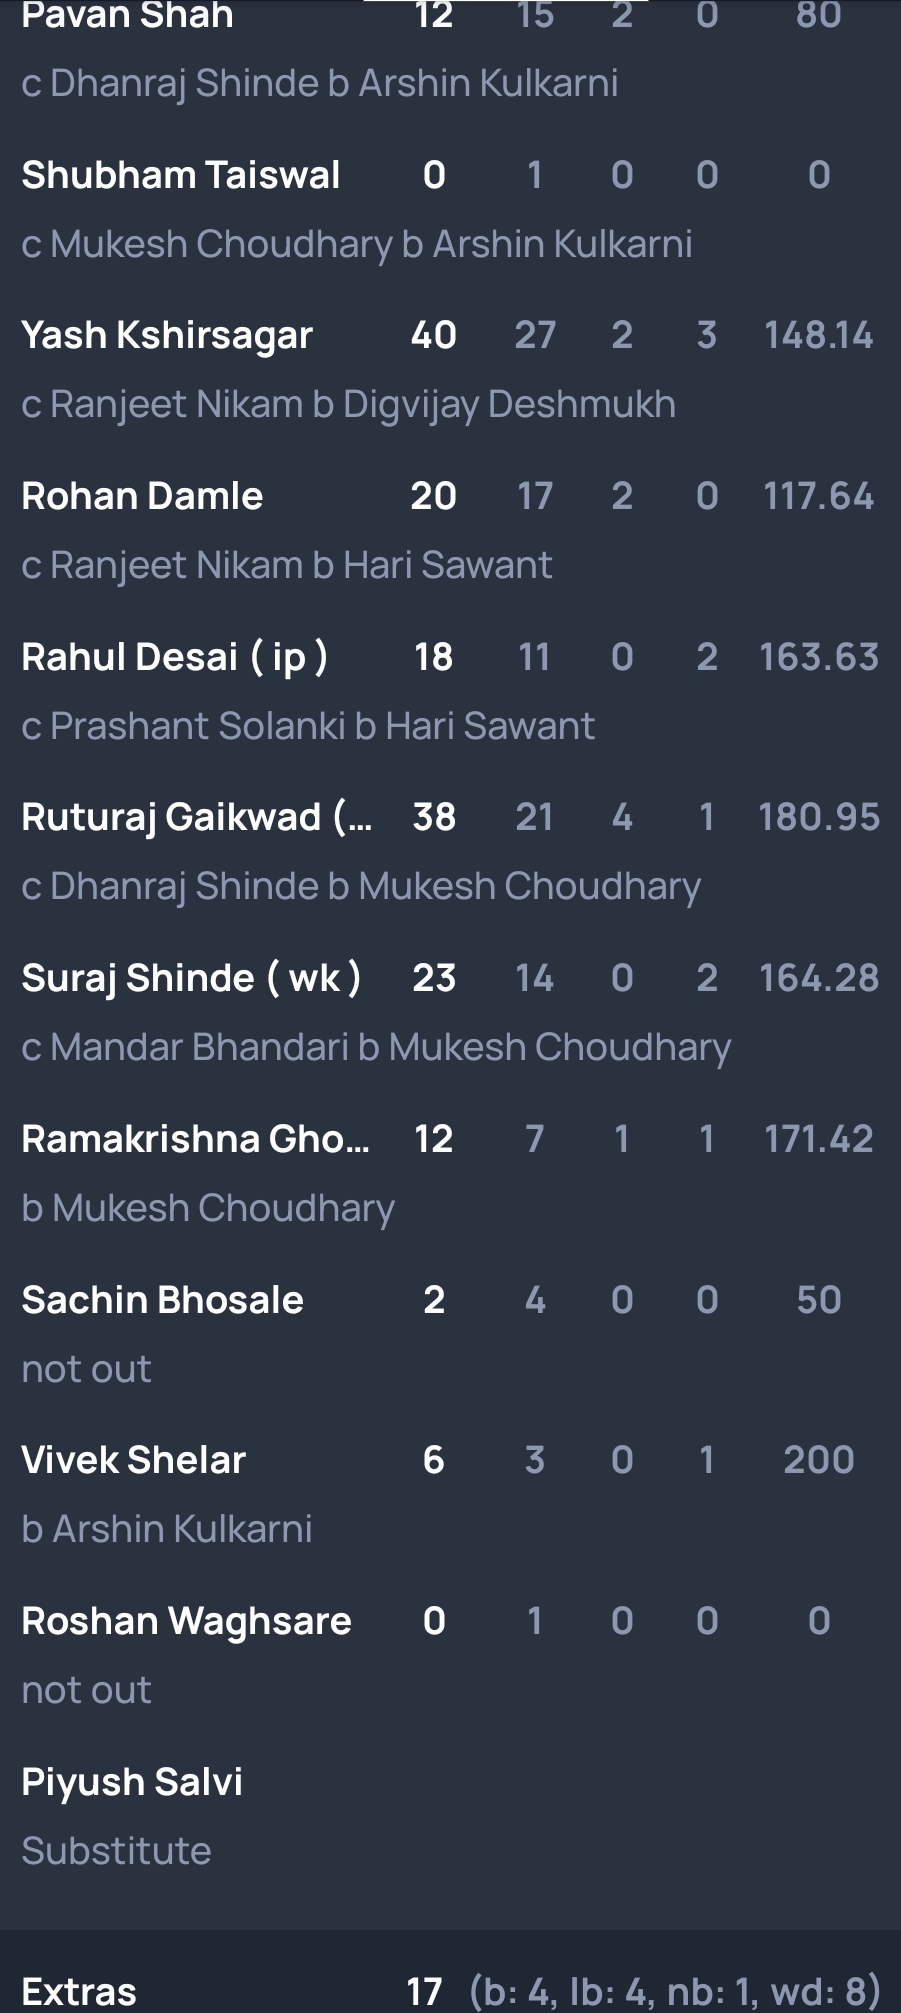 Pavan Shah 12 15 2 0 80
c Dhanraj Shinde b Arshin Kulkarni
Shubham Taiswal 0 1 0 0 0
c Mukesh Choudhary b Arshin Kulkarni
Yash Kshirsagar 40 27 2 3 148.14
c Ranjeet Nikam b Digvijay Deshmukh
Rohan Damle 20 17 2 0 117.64
c Ranjeet Nikam b Hari Sawant
Rahul Desai ( ip ) 18 11 0 2 163.63
c Prashant Solanki b Hari Sawant
Ruturaj Gaikwad (... 38 21 4 1 180.95
c Dhanraj Shinde b Mukesh Choudhary
Suraj Shinde ( wk ) 23 14 0 2 164.28
c Mandar Bhandari b Mukesh Choudhary
Ramakrishna Gho... 12 7 1 1 171.42
b Mukesh Choudhary
Sachin Bhosale 2 4 0 0 50
not out
Vivek Shelar 6 3 0 1 200
b Arshin Kulkarni
Roshan Waghsare 0 1 0 0 0
not out
Piyush Salvi
Substitute
Extras 17 (b: 4, lb: 4, nb: 1, wd: 8)